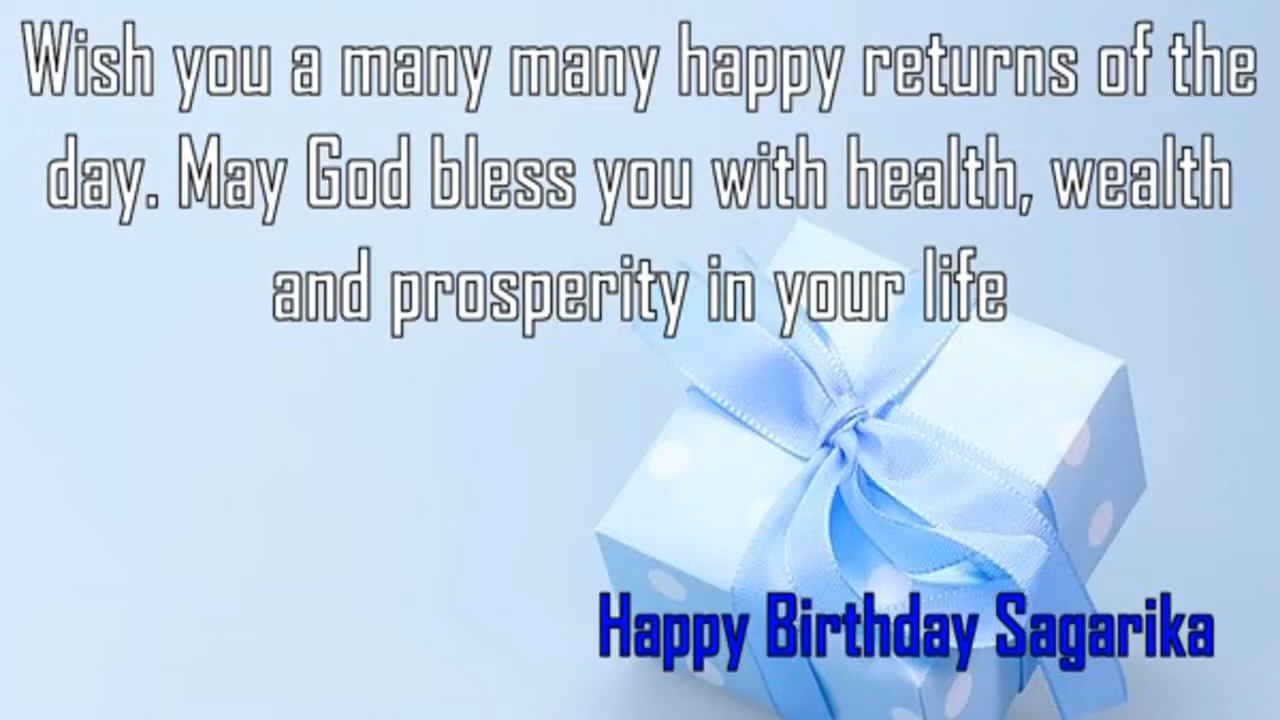 Wish you a many many happy returns of the
day. May God bless you with health, wealth
and prosperity in your life
Happy Birthday Sagarika